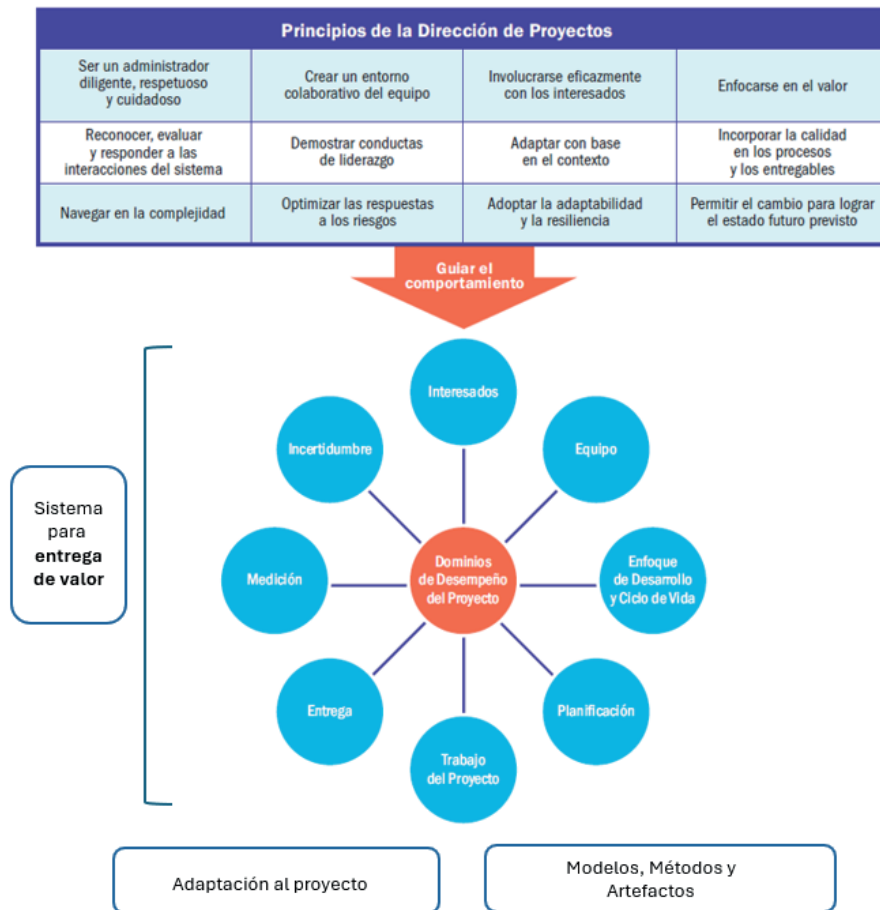 Principios de la Dirección de Proyectos
Ser un administrador
diligente, respetuoso
y cuidadoso
Crear un entorno
colaborativo del equipo
Involucrarse eficazmente
con los interesados
Enfocarse en el valor
Reconocer, evaluar
y responder a las
interacciones del sistema
Demostrar conductas
de liderazgo
Adaptar con base
en el contexto
Incorporar la calidad
en los procesos
y los entregables
Navegar en la complejidad
Optimizar las respuestas
a los riesgos
Adoptar la adaptabilidad
y la resiliencia
Permitir el cambio para lograr
el estado futuro previsto
Guiar el
comportamiento
Interesados
Incertidumbre
Equipo
Sistema
para
entrega
de valor
Medición
Dominios
de Desempeño
del Proyecto
Enfoque
de Desarrollo
y Ciclo de Vida
Entrega
Planificación
Trabajo
del Proyecto
Adaptación al proyecto
Modelos, Métodos y
Artefactos